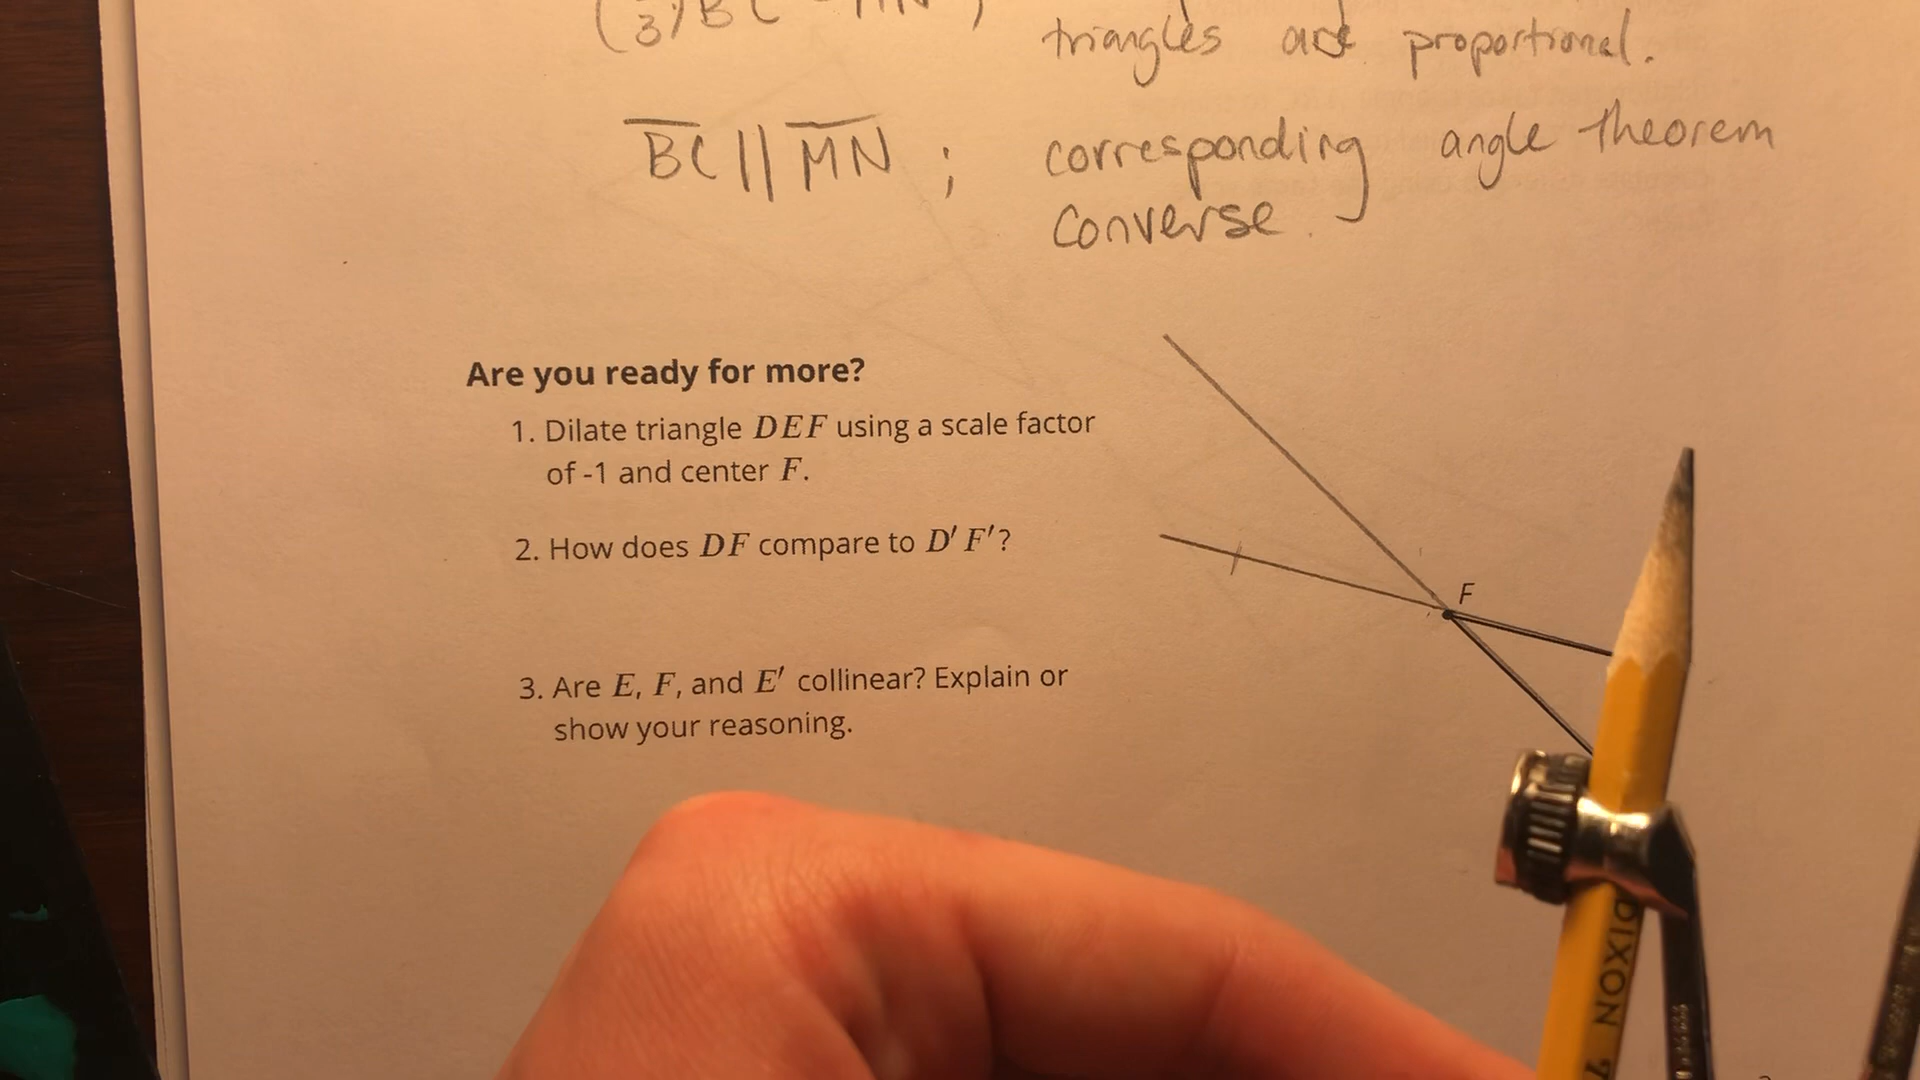 triangles are proportional.
BC || MN ; corresponding angle theorem
converse.
Are you ready for more?
1. Dilate triangle DEF using a scale factor
of -1 and center F.
2. How does DF compare to D′ F′?
F
3. Are E, F, and E′ collinear? Explain or
show your reasoning.
DIXON